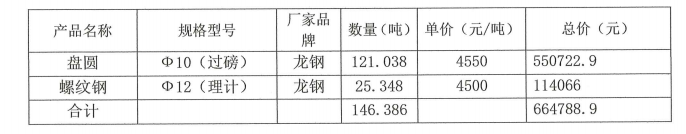 产品名称 规格型号 厂家品牌 数量（吨） 单价（元/吨） 总价（元）
盘圆 Φ10（过磅） 龙钢 121.038 4550 550722.9
螺纹钢 Φ12（理计） 龙钢 25.348 4500 114066
合计 146.386 664788.9